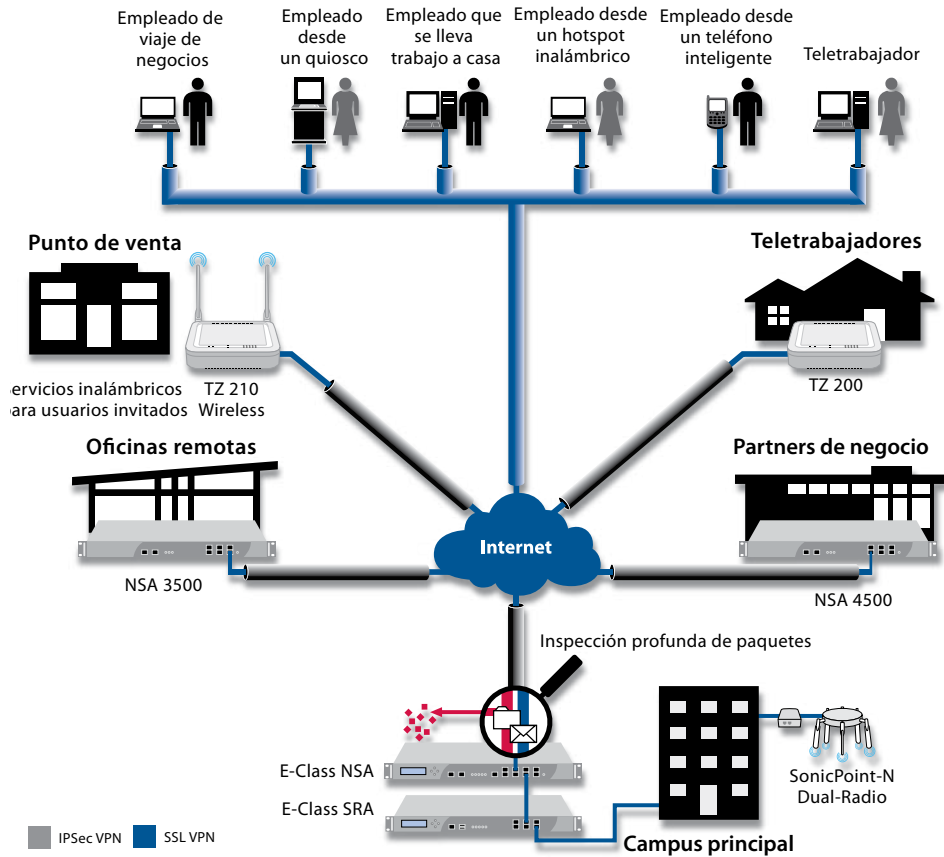 Empleado de
viaje de
negocios
Empleado
desde
un quiosco
Empleado que
se lleva
trabajo a casa
Empleado desde
un hotspot
inalámbrico
Empleado desde
un teléfono
inteligente
Teletrabajador
Punto de venta
Teletrabajadores
ervicios inalámbricos
para usuarios invitados
TZ 210
Wireless
TZ 200
Oficinas remotas
Partners de negocio
Internet
NSA 3500
NSA 4500
Inspección profunda de paquetes
E-Class NSA
E-Class SRA
SonicPoint-N
Dual-Radio
Campus principal
IPSec VPN
SSL VPN